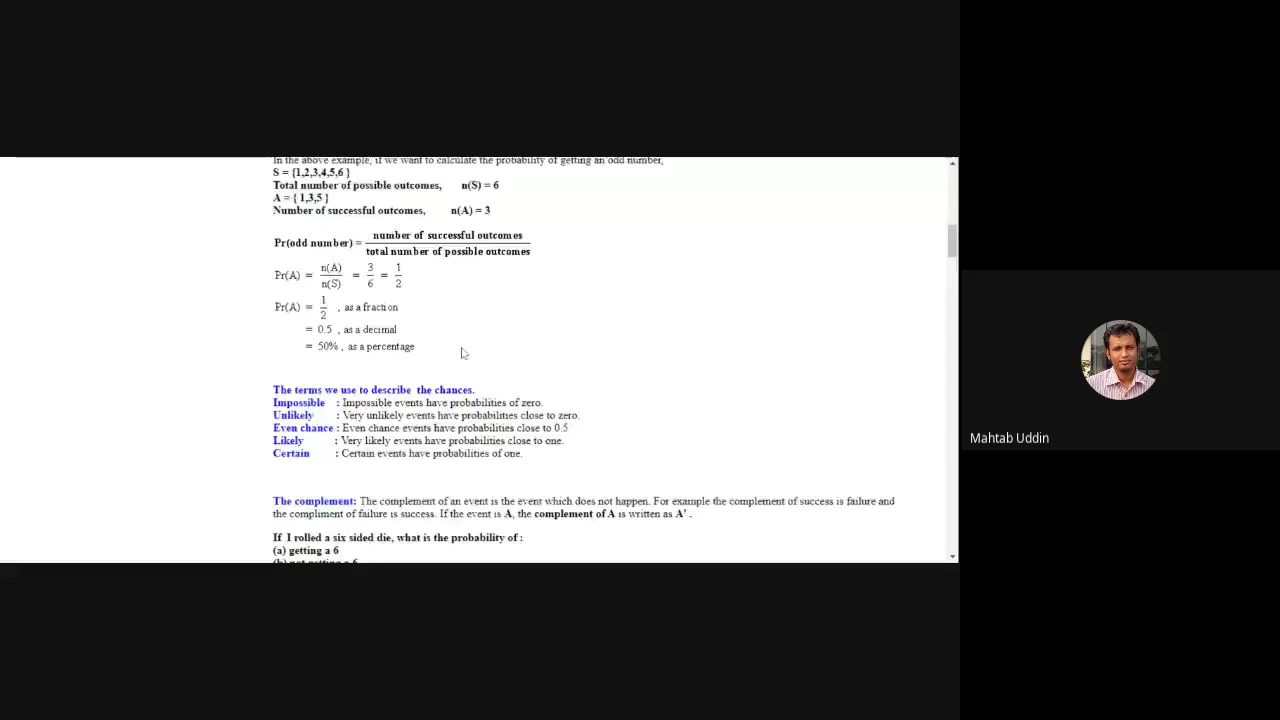 In the above example, if we want to calculate the probability of getting an odd number,
S = {1,2,3,4,5,6 }
Total number of possible outcomes, n(S) = 6
A = { 1,3,5 }
Number of successful outcomes, n(A) = 3
Pr(odd number) = number of successful outcomes
total number of possible outcomes
Pr(A) = n(A)/n(S) = 3/6 = 1/2
Pr(A) = 1/2 , as a fraction
= 0.5 , as a decimal
= 50% , as a percentage
The terms we use to describe the chances.
Impossible : Impossible events have probabilities of zero.
Unlikely : Very unlikely events have probabilities close to zero.
Even chance : Even chance events have probabilities close to 0.5
Likely : Very likely events have probabilities close to one.
Certain : Certain events have probabilities of one.
The complement: The complement of an event is the event which does not happen. For example the complement of success is failure and
the compliment of failure is success. If the event is A, the complement of A is written as A' .
If I rolled a six sided die, what is the probability of :
(a) getting a 6
(b) not getting a 6
Mahtab Uddin